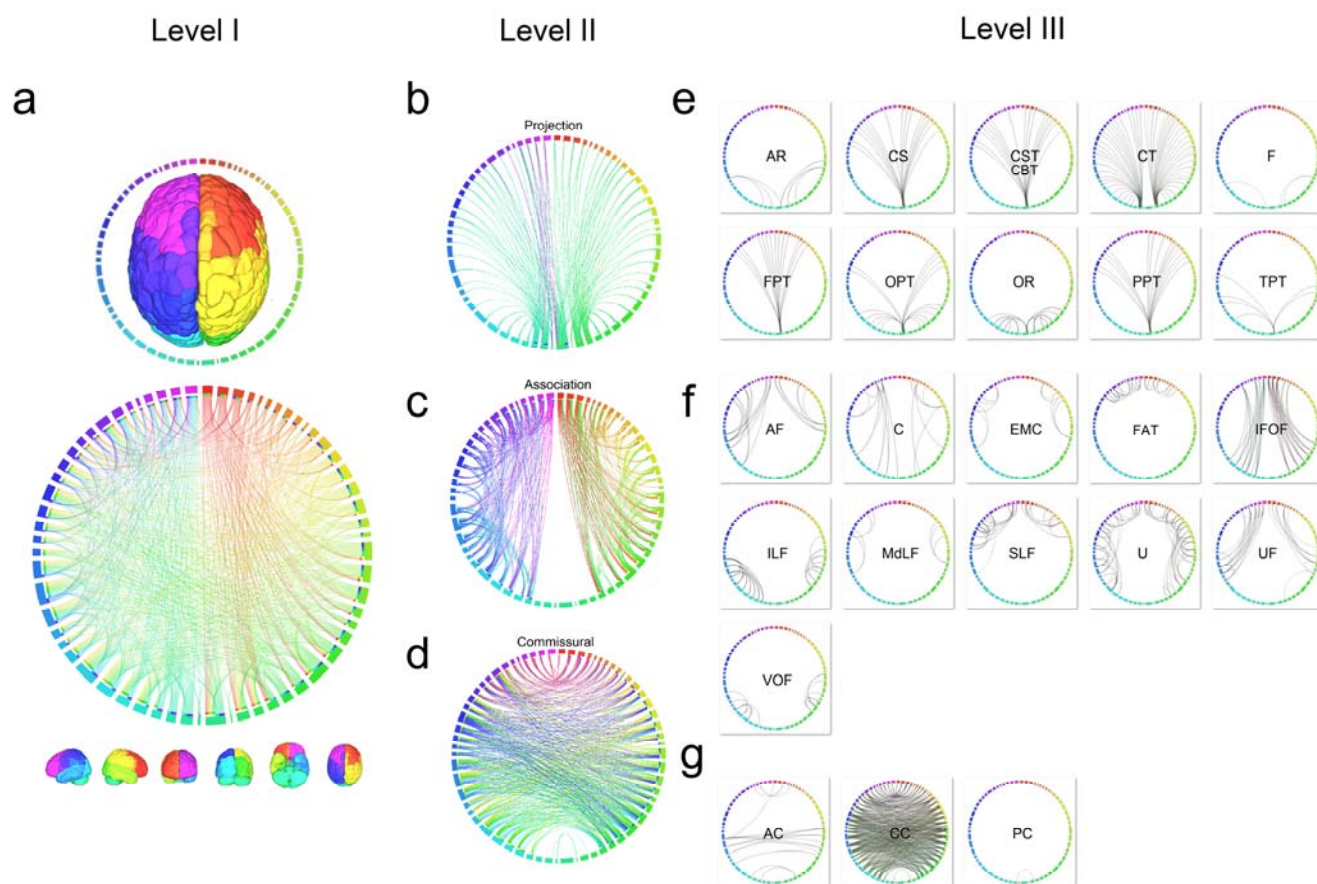 Level I
Level II
Level III
a
b
Projection
c
Association
d
Commissural
e
AR
CS
CST
CBT
CT
F
FPT
OPT
OR
PPT
TPT
f
AF
C
EMC
FAT
IFOF
ILF
MdLF
SLF
U
UF
VOF
g
AC
CC
PC